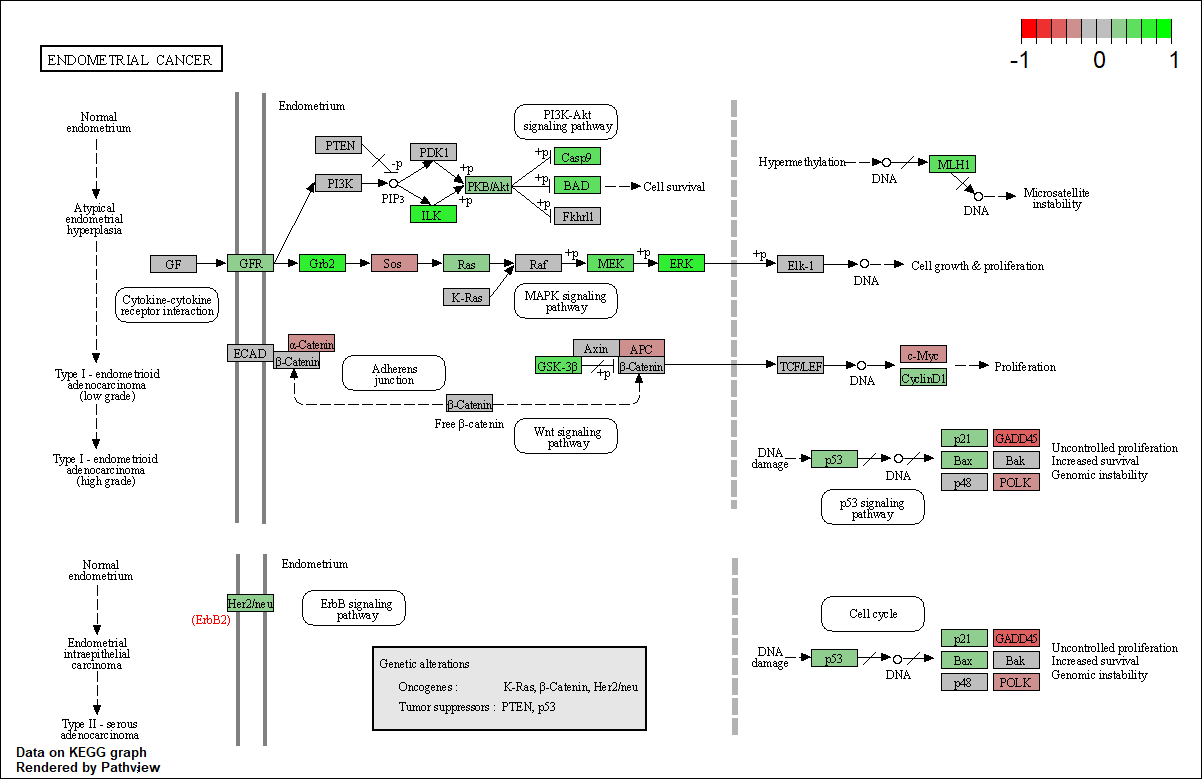 ENDOMETRIAL CANCER
-1 0 1
Normal
endometrium
Atypical
endometrial
hyperplasia
Type I - endometrioid
adenocarcinoma
(low grade)
Type I - endometrioid
adenocarcinoma
(high grade)
Endometrium
PTEN
PI3K
-p
PIP3
PDK1
ILK
+p
+p
PKB/Akt
PI3K-Akt
signaling pathway
+p
+p
+p
Casp9
BAD
Fkhrl1
Cell survival
Hypermethylation
DNA
MLH1
DNA
Microsatellite
instability
GF
GFR
Grb2
Sos
Ras
Raf
K-Ras
+p
MEK
+p
ERK
+p
Elk-1
DNA
Cell growth & proliferation
Cytokine-cytokine
receptor interaction
MAPK signaling
pathway
ECAD
α-Catenin
β-Catenin
Adherens
junction
β-Catenin
Free β-catenin
Axin
APC
GSK-3β
+p
β-Catenin
Wnt signaling
pathway
TCF/LEF
DNA
c-Myc
CyclinD1
Proliferation
DNA
damage
p53
DNA
p21
GADD45
Bax
Bak
p48
POLK
Uncontrolled proliferation
Increased survival
Genomic instability
p53 signaling
pathway
Normal
endometrium
Endometrial
intraepithelial
carcinoma
Type II - serous
adenocarcinoma
Endometrium
Her2/neu
(ErbB2)
ErbB signaling
pathway
Cell cycle
DNA
damage
p53
DNA
p21
GADD45
Bax
Bak
p48
POLK
Uncontrolled proliferation
Increased survival
Genomic instability
Genetic alterations
Oncogenes : K-Ras, β-Catenin, Her2/neu
Tumor suppressors : PTEN, p53
Data on KEGG graph
Rendered by Pathview